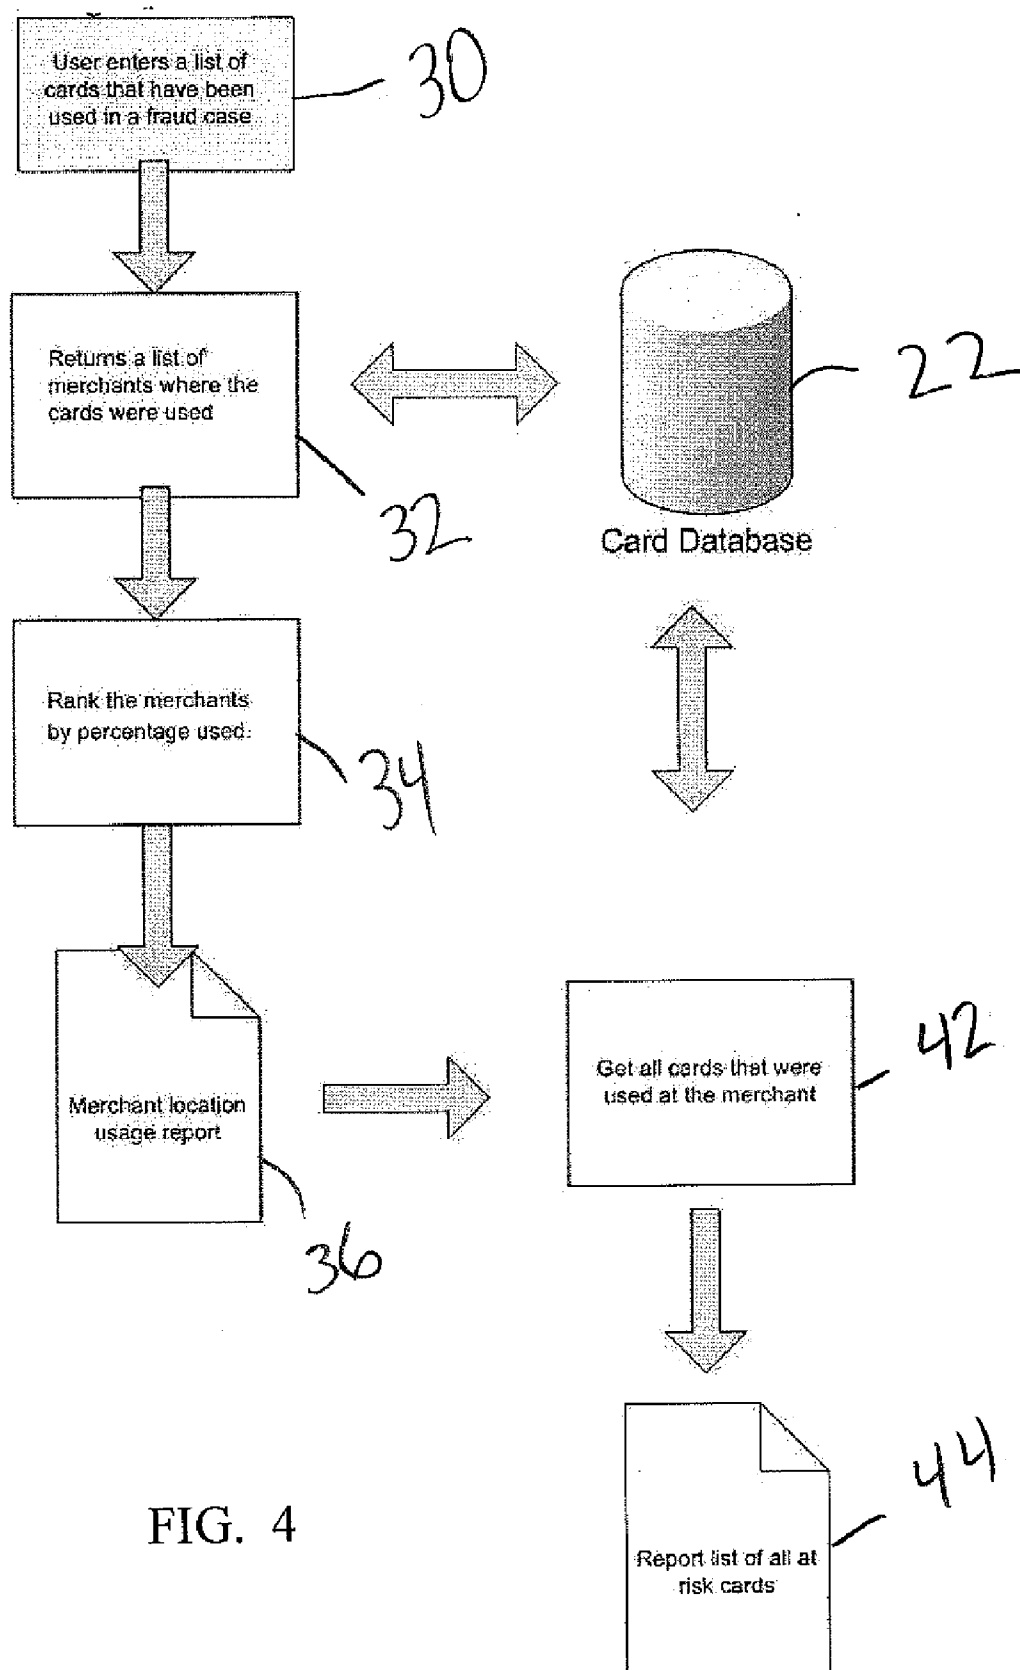 User enters a list of
cards that have been
used in a fraud case
30
Returns a list of
merchants where the
cards were used
32
22
Card Database
Rank the merchants
by percentage used.
34
Merchant location
usage report
36
Get all cards that were
used at the merchant
42
Report list of all at
risk cards
44
FIG. 4